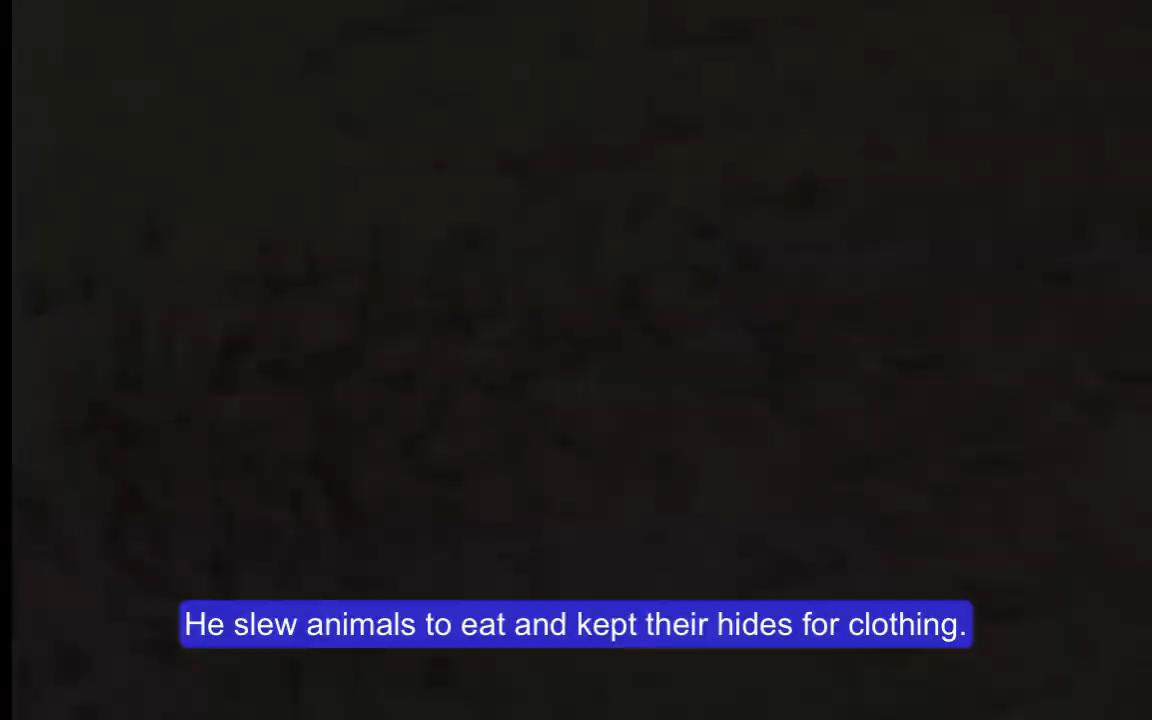 He slew animals to eat and kept their hides for clothing.